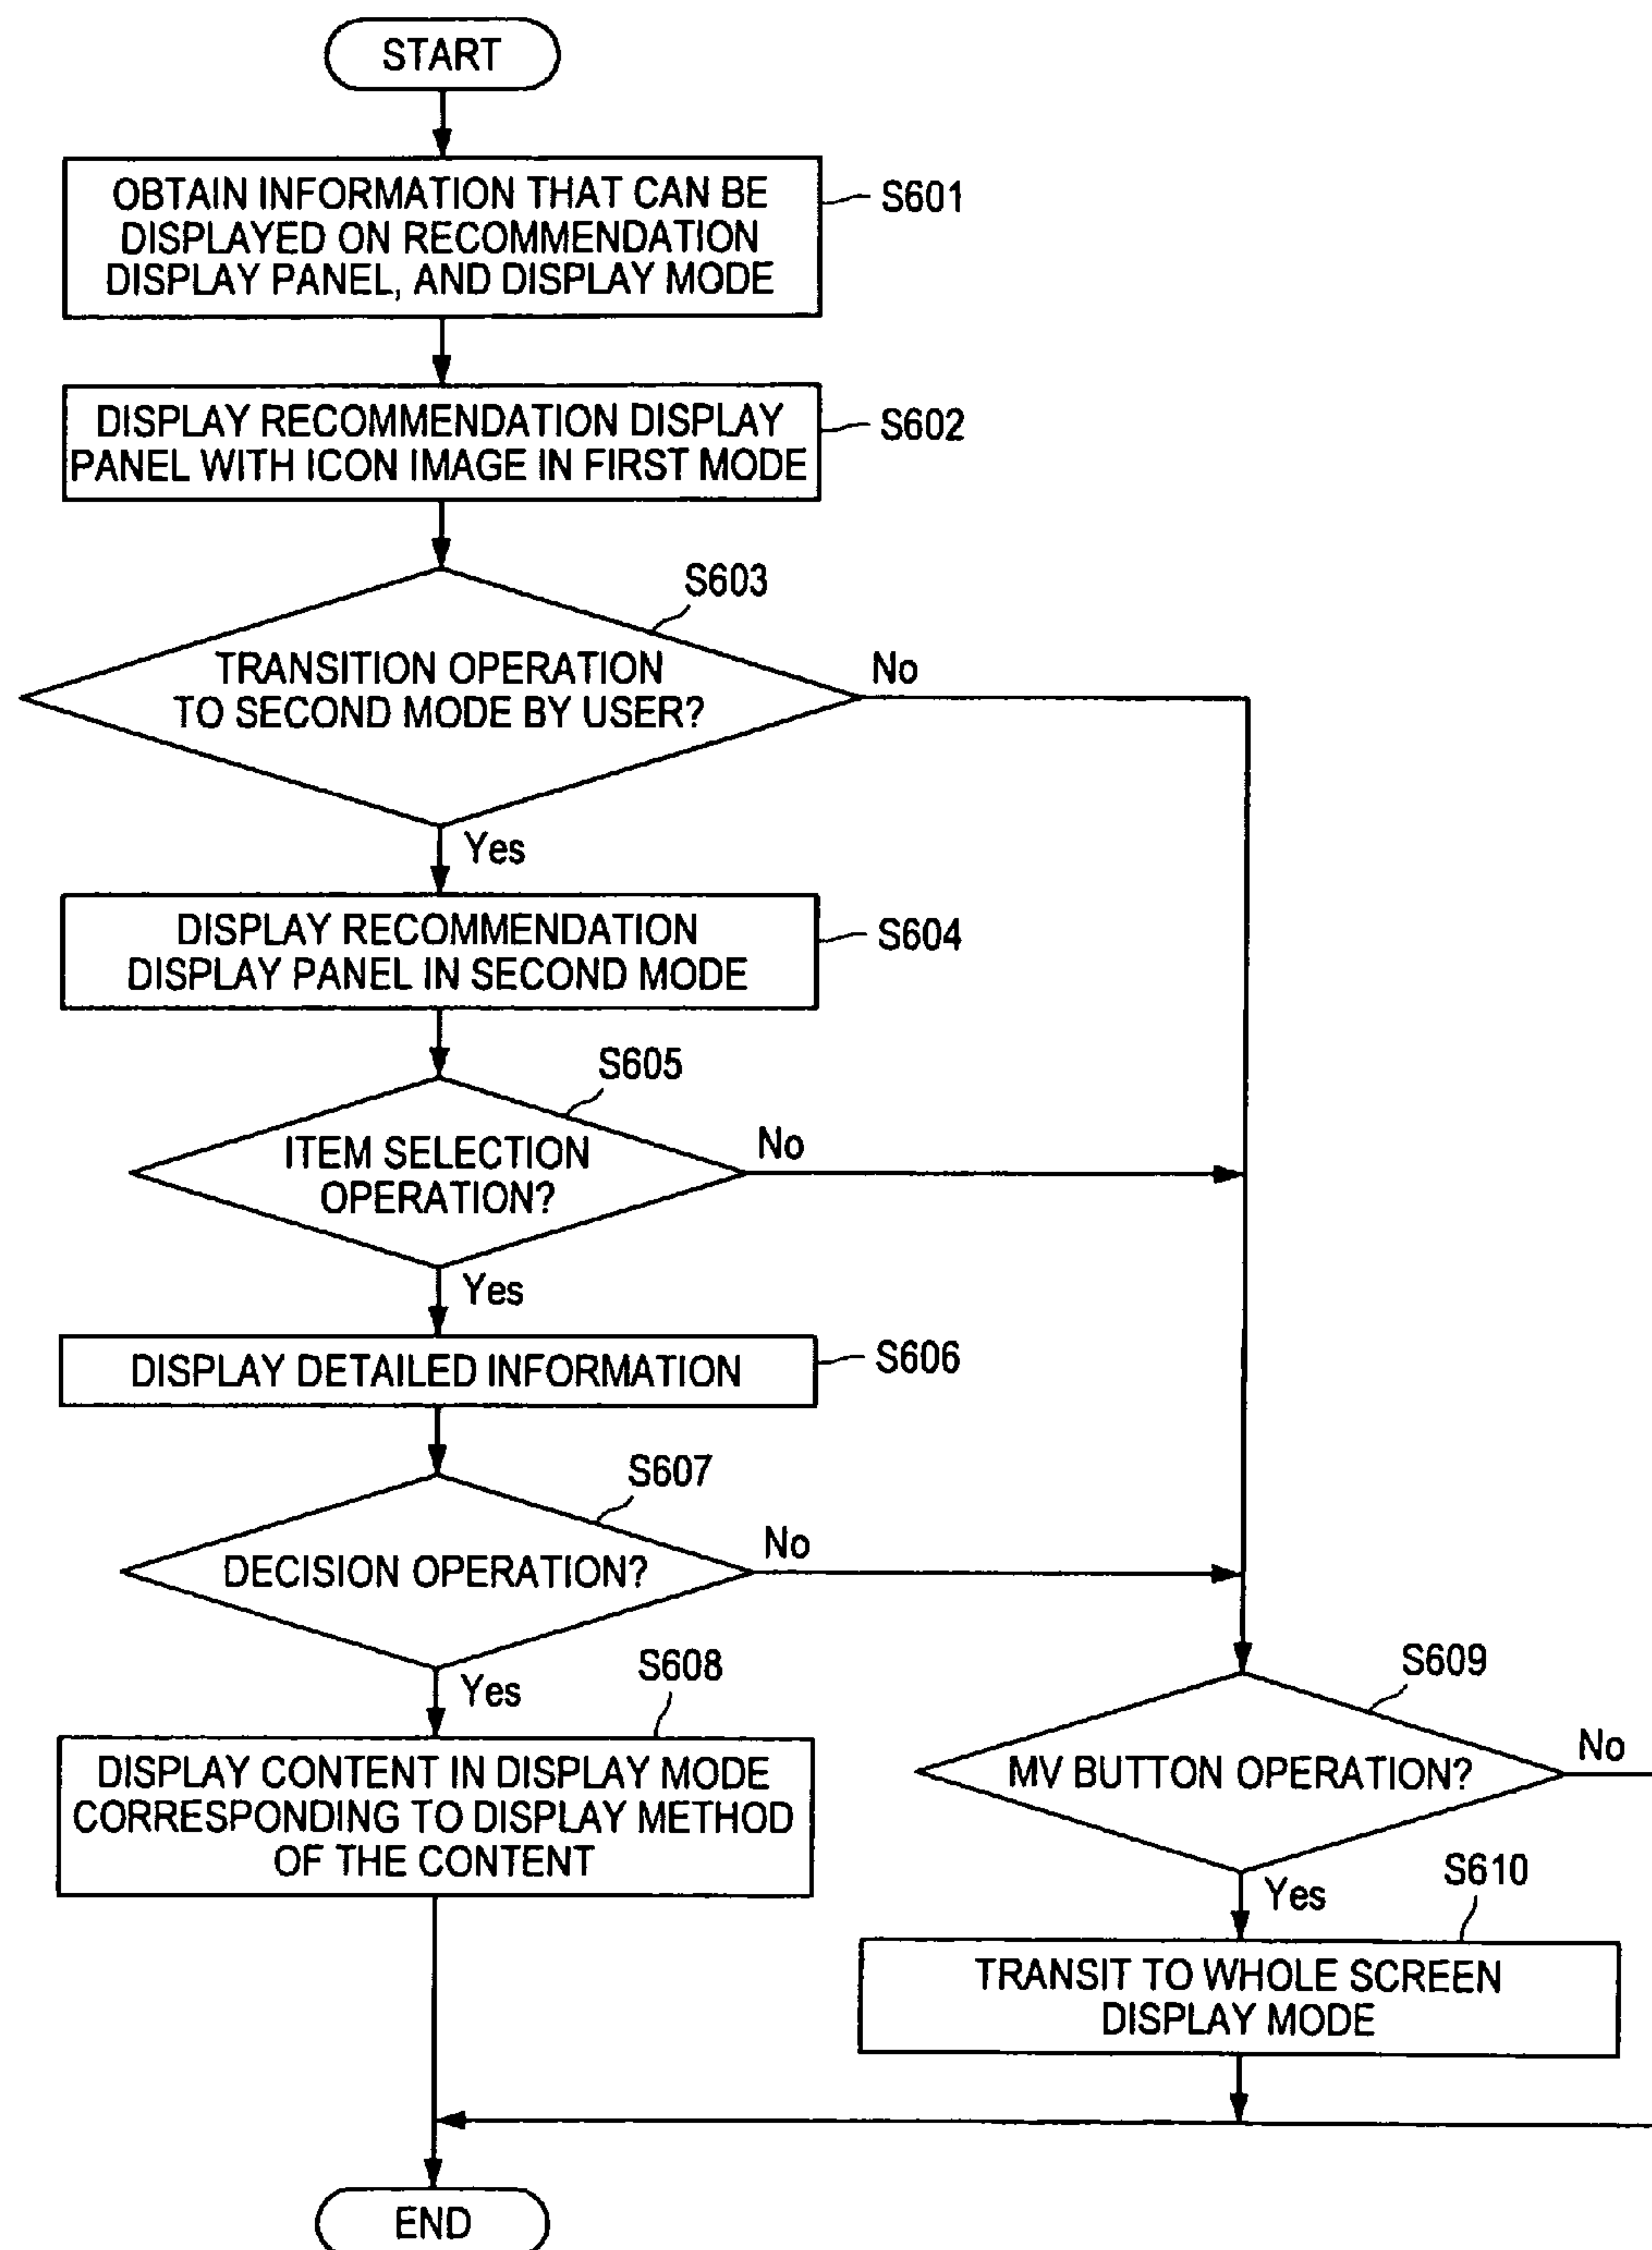 START
OBTAIN INFORMATION THAT CAN BE
DISPLAYED ON RECOMMENDATION
DISPLAY PANEL, AND DISPLAY MODE
S601
DISPLAY RECOMMENDATION DISPLAY
PANEL WITH ICON IMAGE IN FIRST MODE
S602
S603
TRANSITION OPERATION
TO SECOND MODE BY USER?
No
Yes
DISPLAY RECOMMENDATION
DISPLAY PANEL IN SECOND MODE
S604
S605
ITEM SELECTION
OPERATION?
No
Yes
DISPLAY DETAILED INFORMATION
S606
S607
DECISION OPERATION?
No
Yes
S608
DISPLAY CONTENT IN DISPLAY MODE
CORRESPONDING TO DISPLAY METHOD
OF THE CONTENT
S609
MV BUTTON OPERATION?
No
Yes
S610
TRANSIT TO WHOLE SCREEN
DISPLAY MODE
END